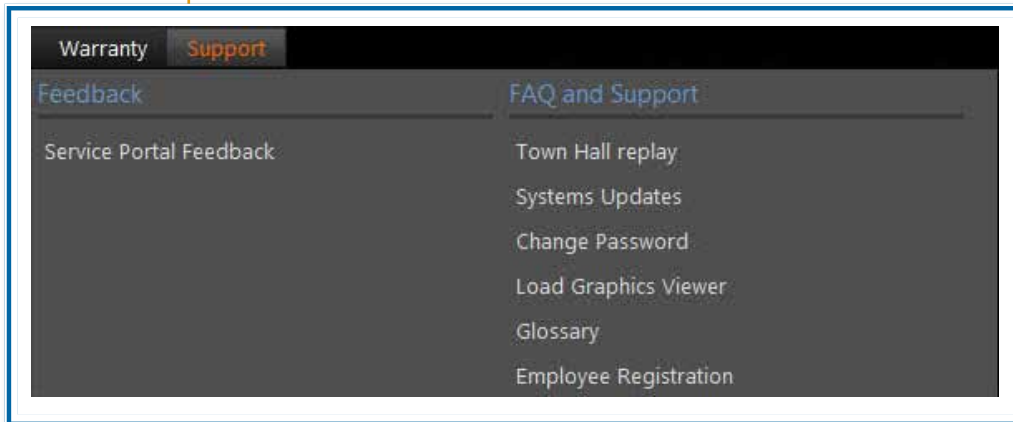 Warranty Support
Feedback
Service Portal Feedback
FAQ and Support
Town Hall replay
Systems Updates
Change Password
Load Graphics Viewer
Glossary
Employee Registration